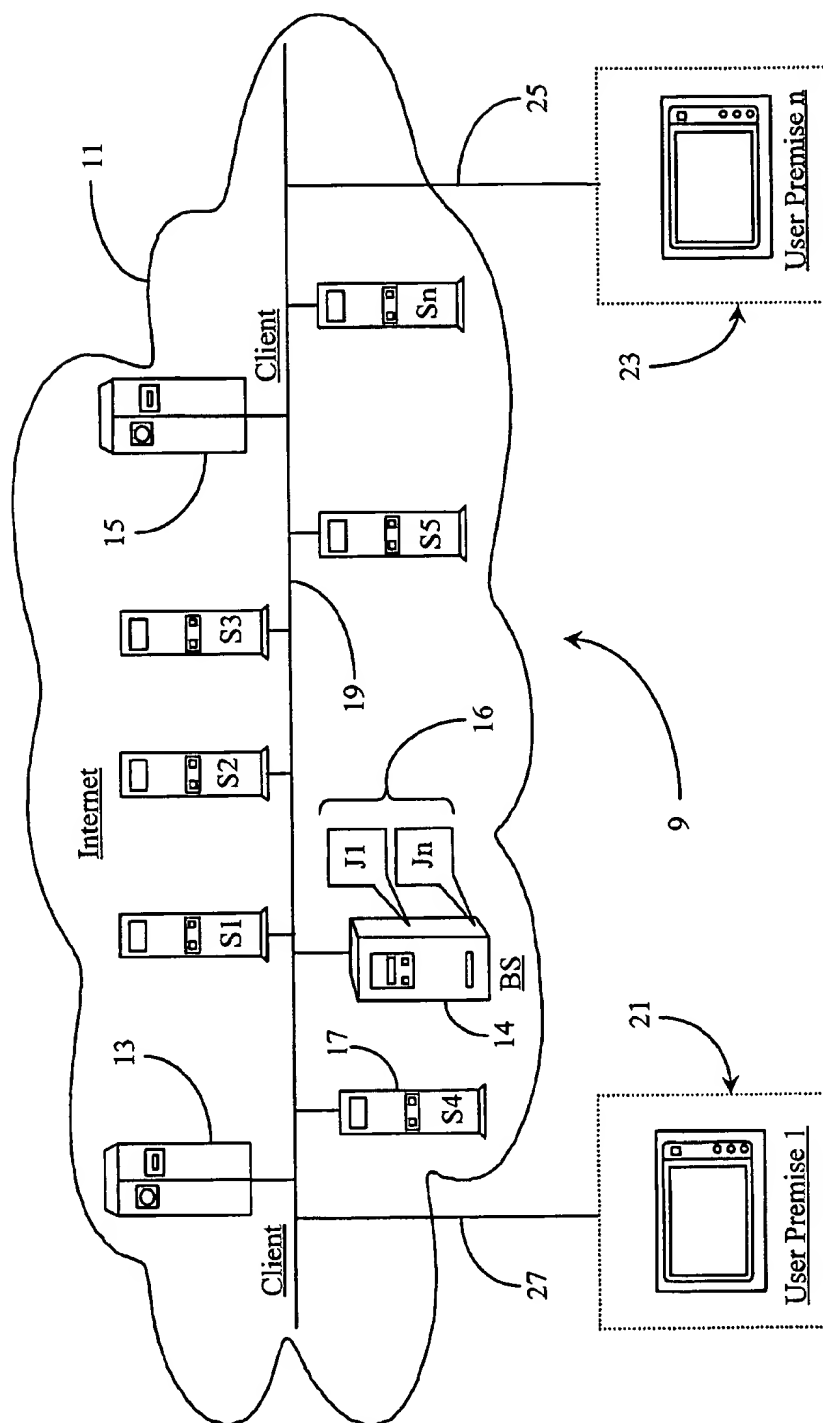 11
Internet
13
S1
S2
S3
15
Client
Client
17
S4
14
BS
J1
Jn
16
19
S5
Sn
27
25
21
User Premise 1
9
23
User Premise n